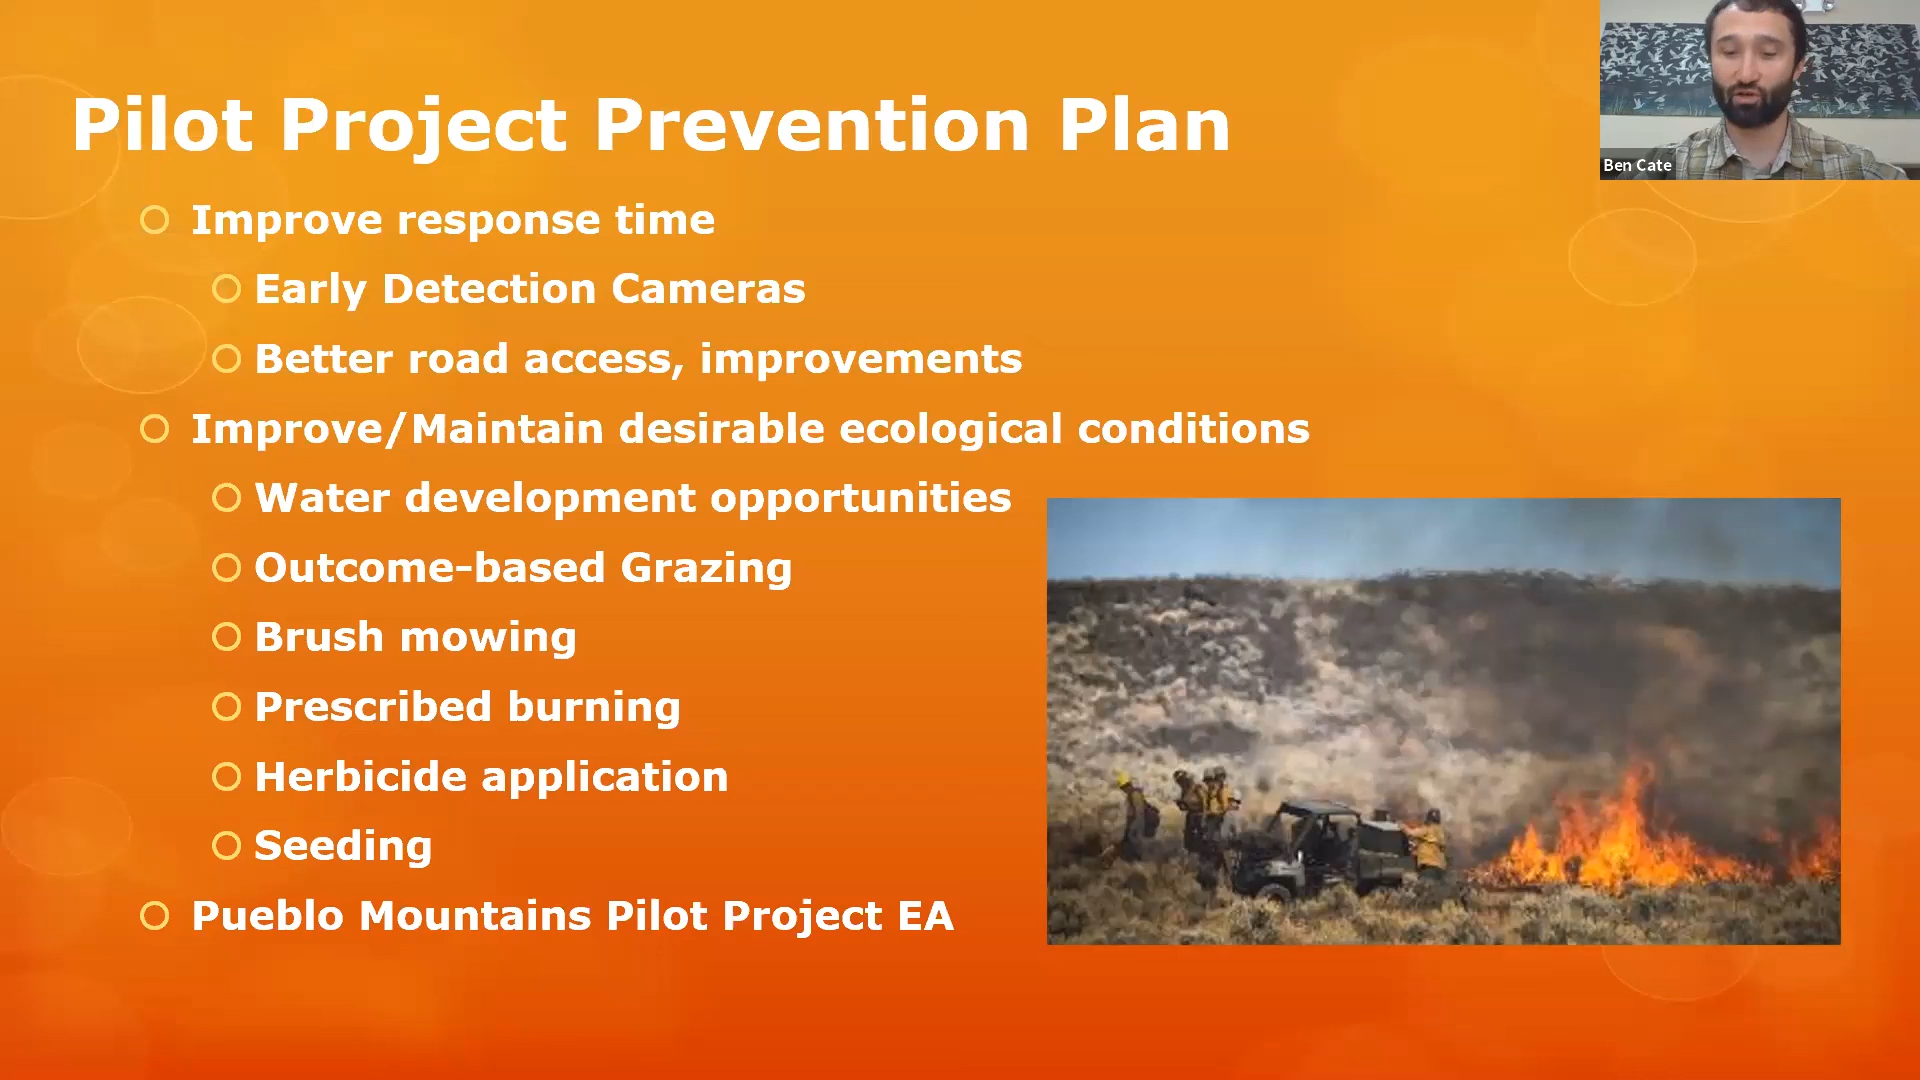 Pilot Project Prevention Plan
Ben Cate
Improve response time
Early Detection Cameras
Better road access, improvements
Improve/Maintain desirable ecological conditions
Water development opportunities
Outcome-based Grazing
Brush mowing
Prescribed burning
Herbicide application
Seeding
Pueblo Mountains Pilot Project EA